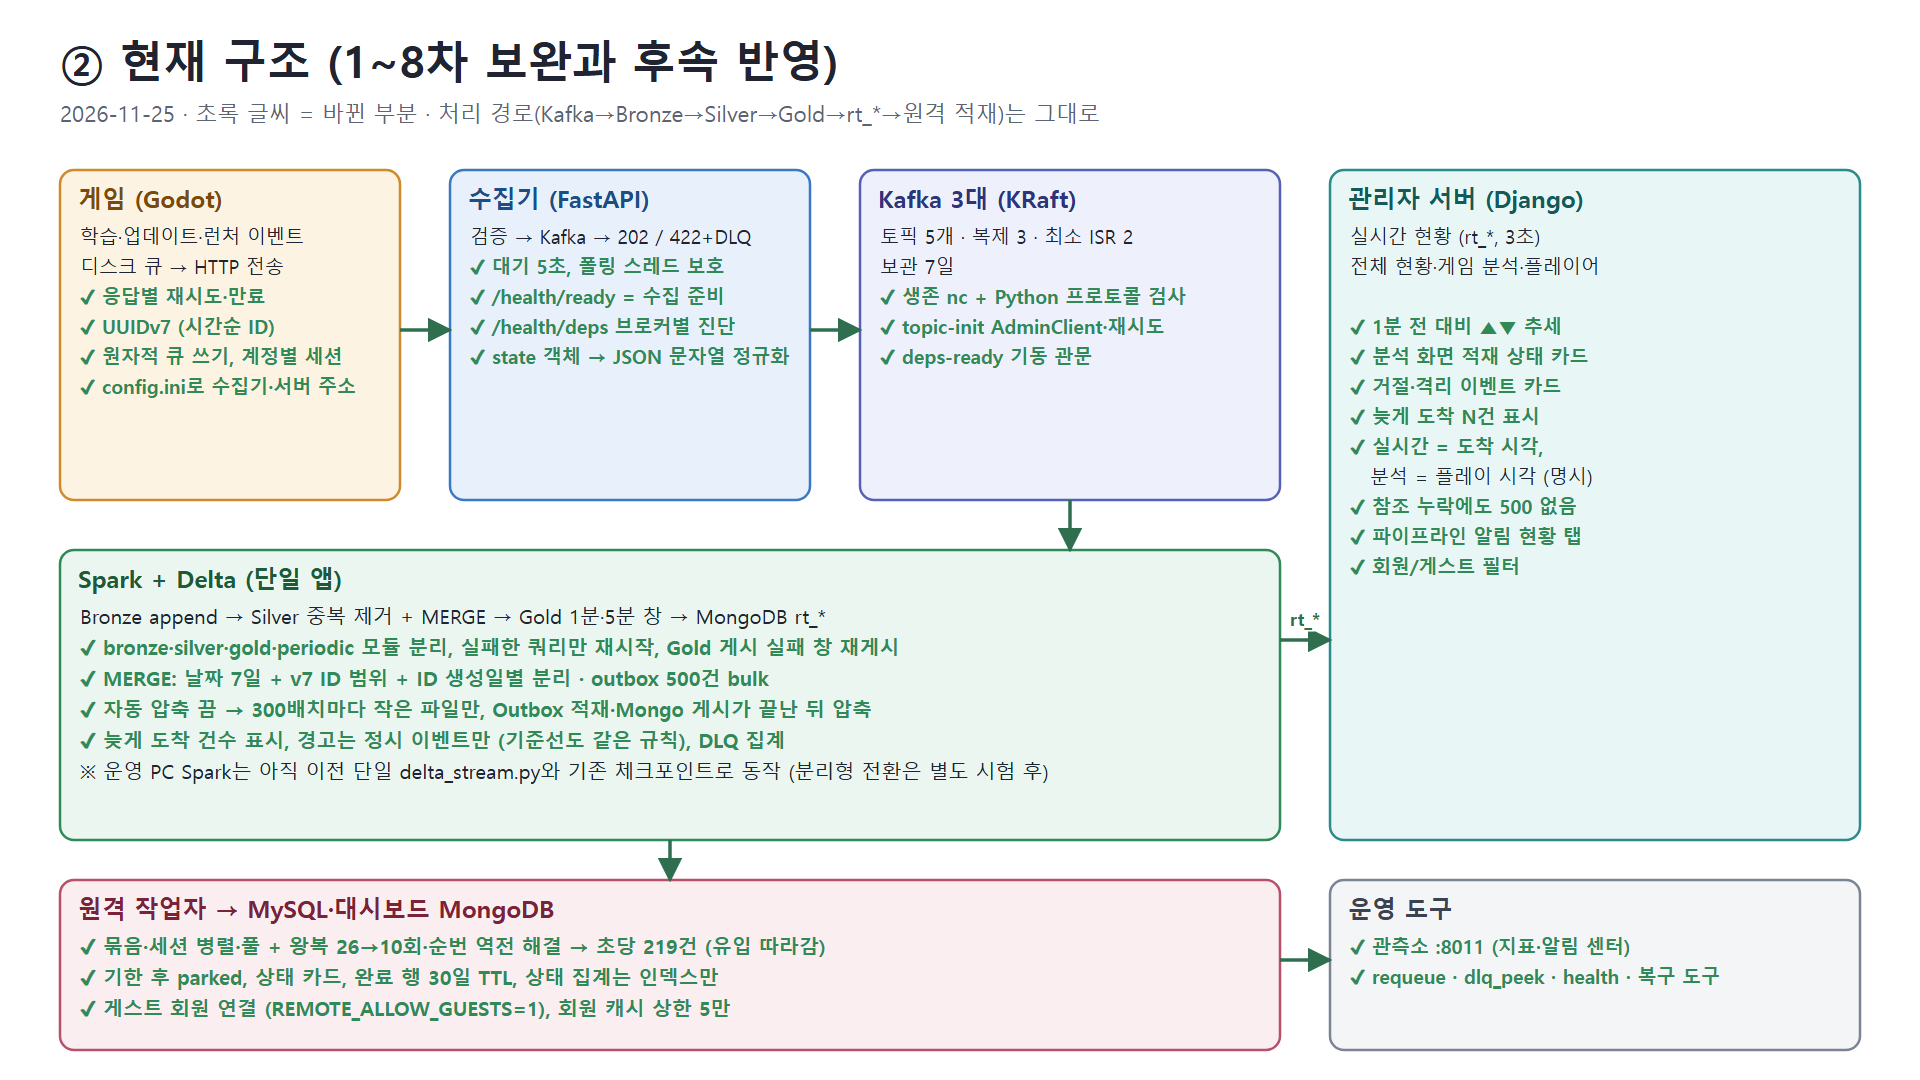 ② 현재 구조 (1~8차 보완과 후속 반영)
2026-11-25 · 초록 글씨 = 바뀐 부분 · 처리 경로(Kafka→Bronze→Silver→Gold→rt_*→원격 적재)는 그대로
게임 (Godot)
학습·업데이트·런처 이벤트
디스크 큐 → HTTP 전송
✔ 응답별 재시도·만료
✔ UUIDv7 (시간순 ID)
✔ 원자적 큐 쓰기, 계정별 세션
✔ config.ini로 수집기·서버 주소
수집기 (FastAPI)
검증 → Kafka → 202 / 422+DLQ
✔ 대기 5초, 폴링 스레드 보호
✔ /health/ready = 수집 준비
✔ /health/deps 브로커별 진단
✔ state 객체 → JSON 문자열 정규화
Kafka 3대 (KRaft)
토픽 5개 · 복제 3 · 최소 ISR 2
보관 7일
✔ 생존 nc + Python 프로토콜 검사
✔ topic-init AdminClient·재시도
✔ deps-ready 기동 관문
관리자 서버 (Django)
실시간 현황 (rt_*, 3초)
전체 현황·게임 분석·플레이어
✔ 1분 전 대비 ▲▼ 추세
✔ 분석 화면 적재 상태 카드
✔ 거절·격리 이벤트 카드
✔ 늦게 도착 N건 표시
✔ 실시간 = 도착 시각,
분석 = 플레이 시각 (명시)
✔ 참조 누락에도 500 없음
✔ 파이프라인 알림 현황 탭
✔ 회원/게스트 필터
Spark + Delta (단일 앱)
Bronze append → Silver 중복 제거 + MERGE → Gold 1분·5분 창 → MongoDB rt_*
✔ bronze·silver·gold·periodic 모듈 분리, 실패한 쿼리만 재시작, Gold 게시 실패 창 재게시
✔ MERGE: 날짜 7일 + v7 ID 범위 + ID 생성일별 분리 · outbox 500건 bulk
✔ 자동 압축 끔 → 300배치마다 작은 파일만, Outbox 적재·Mongo 게시가 끝난 뒤 압축
✔ 늦게 도착 건수 표시, 경고는 정시 이벤트만 (기준선도 같은 규칙), DLQ 집계
※ 운영 PC Spark는 아직 이전 단일 delta_stream.py와 기존 체크포인트로 동작 (분리형 전환은 별도 시험 후)
rt_*
원격 작업자 → MySQL·대시보드 MongoDB
✔ 묶음·세션 병렬·풀 + 왕복 26→10회·순번 역전 해결 → 초당 219건 (유입 따라감)
✔ 기한 후 parked, 상태 카드, 완료 행 30일 TTL, 상태 집계는 인덱스만
✔ 게스트 회원 연결 (REMOTE_ALLOW_GUESTS=1), 회원 캐시 상한 5만
운영 도구
✔ 관측소 :8011 (지표·알림 센터)
✔ requeue · dlq_peek · health · 복구 도구